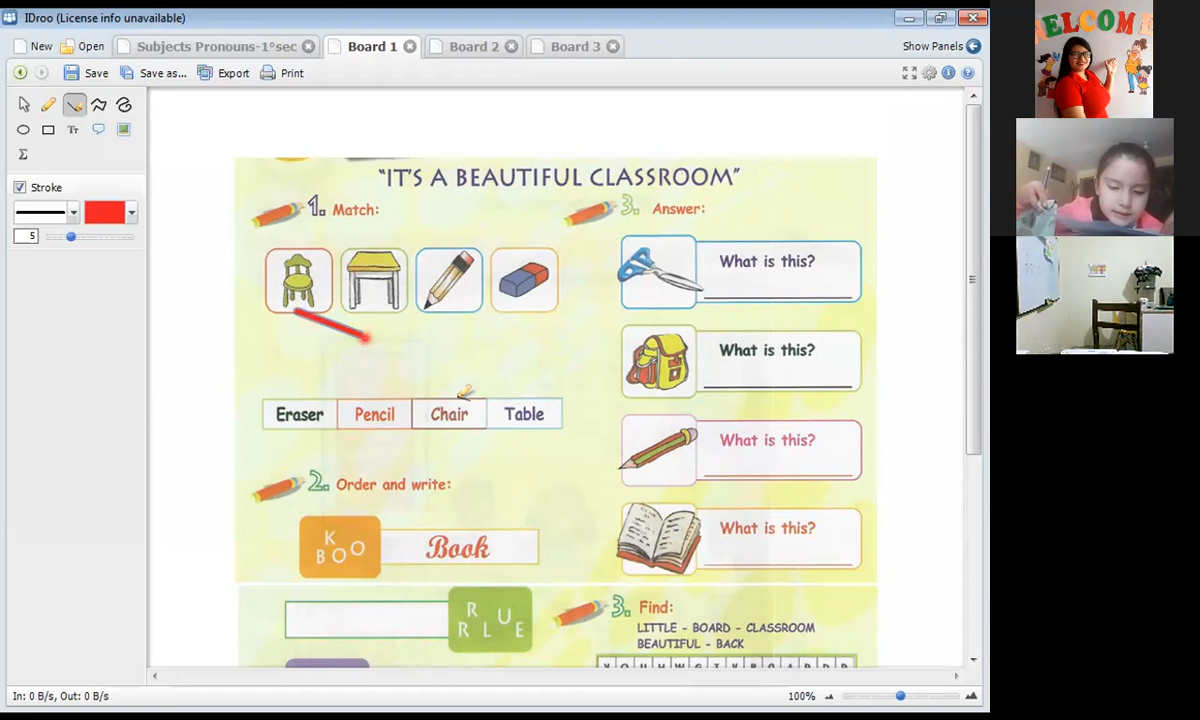 IDroo (License info unavailable)
New Open Subjects Pronouns-1°sec Board 1 Board 2 Board 3 Show Panels
Save Save as... Export Print
Tт
Σ
Stroke
5
"IT'S A BEAUTIFUL CLASSROOM"
1. Match:
Eraser Pencil Chair Table
2. Order and write:
K
B O O
Book
R U
R L E
3. Answer:
What is this?
What is this?
What is this?
What is this?
3. Find:
LITTLE - BOARD - CLASSROOM
BEAUTIFUL - BACK
In: 0 B/s, Out: 0 B/s
100%
WELCOME